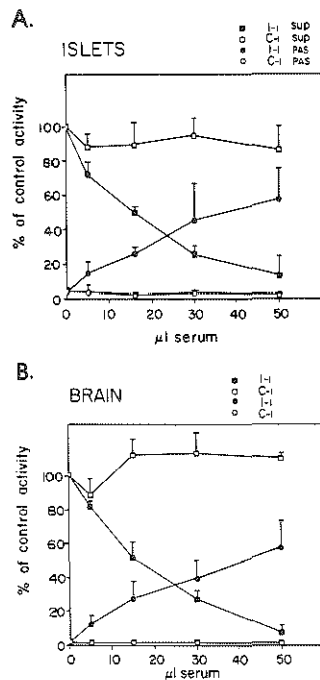 A.
ISLETS
I-I SUP
C-I SUP
I-I PAS
C-I PAS
% of control activity
100
80
60
40
20
0
0 10 20 30 40 50
µl serum
B.
BRAIN
I-I
C-I
I-I
C-I
% of control activity
100
80
60
40
20
0
0 10 20 30 40 50
µl serum